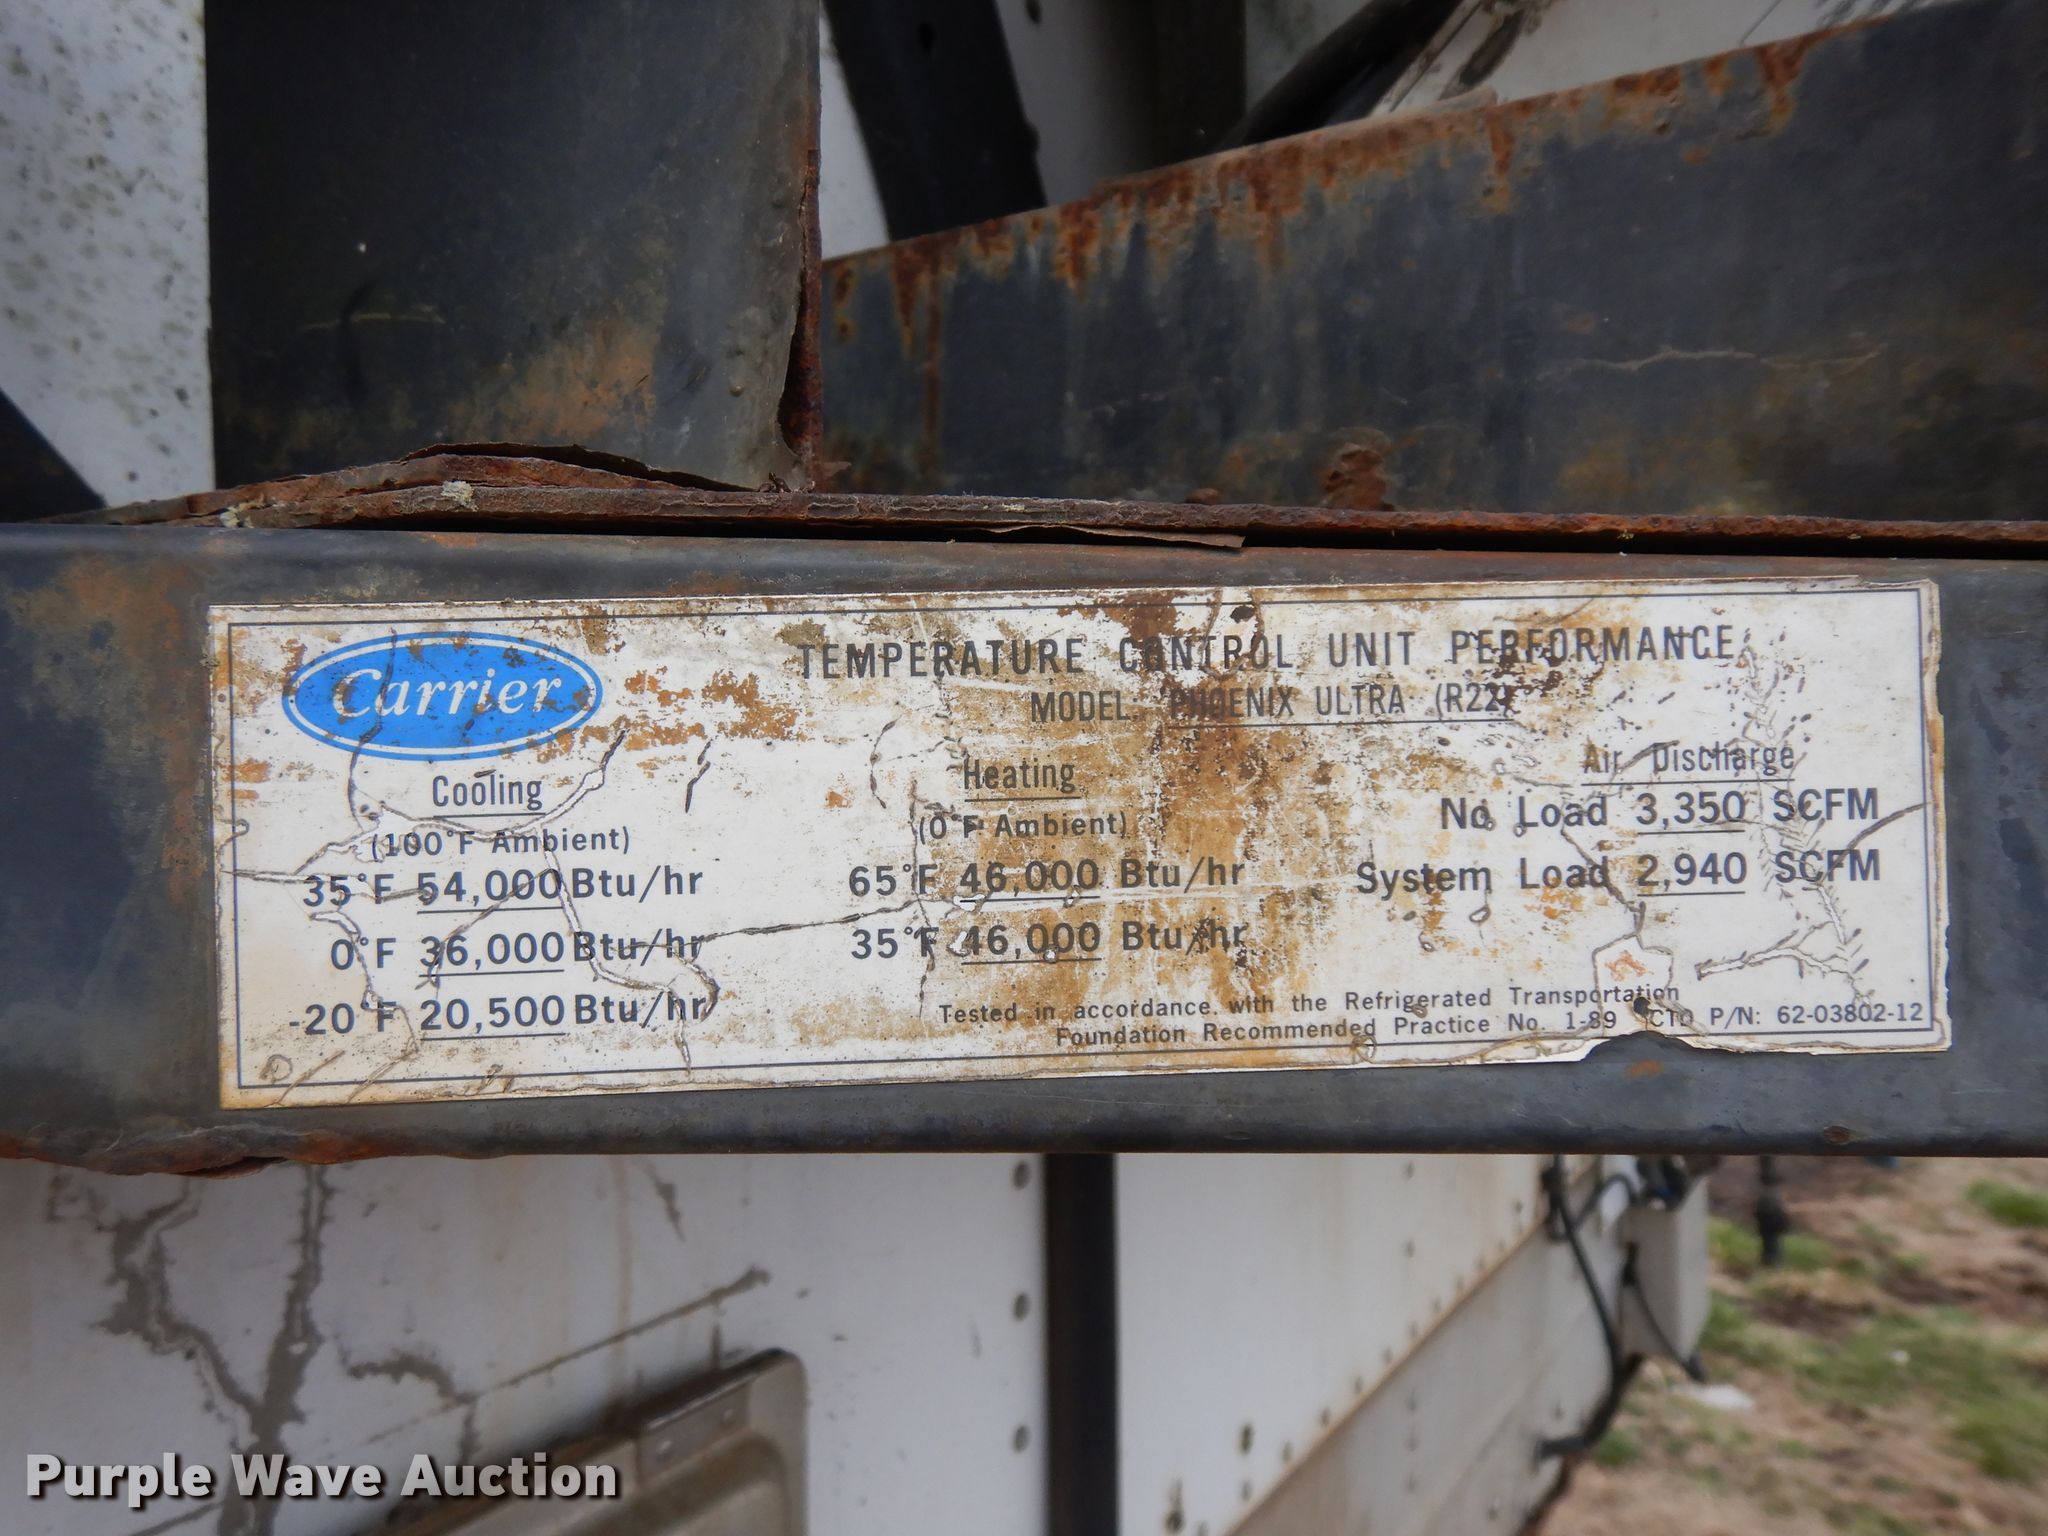 Carrier
TEMPERATURE CONTROL UNIT PERFORMANCE
MODEL: PHOENIX ULTRA (R22)
Cooling
(100°F Ambient)
35°F 54,000 Btu/hr
0°F 36,000 Btu/hr
-20°F 20,500 Btu/hr
Heating
(0°F Ambient)
65°F 46,000 Btu/hr
35°F 46,000 Btu/hr
Air Discharge
No Load 3,350 SCFM
System Load 2,940 SCFM
Tested in accordance with the Refrigerated Transportation
Foundation Recommended Practice No. 1-89 CTD P/N: 62-03802-12
Purple Wave Auction